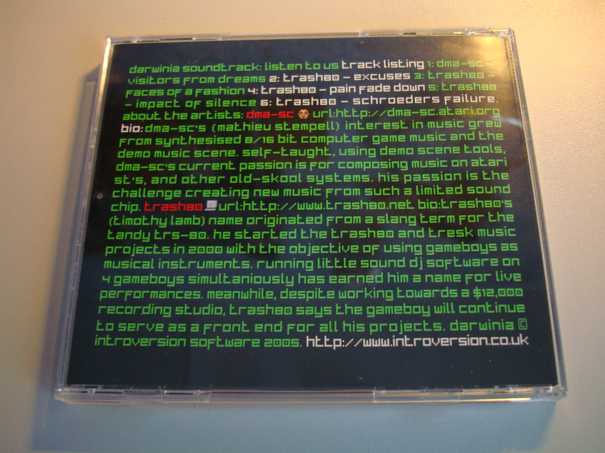 darwinia soundtrack: listen to us track listing 1: dma-sc -
visitors from dreams 2: trash80 - excuses 3: trash80 -
faces of a fashion 4: trash80 - pain fade down 5: trash80
- impact of silence 6: trash80 - schroeders failure.
about the artists: dma-sc url:http://dma-sc.atari.org
bio:dma-sc's (mathieu stempell) interest in music grew
from synthesised 8/16 bit computer game music and the
demo music scene. self-taught, using demo scene tools,
dma-sc's current passion is for composing music on atari
st's, and other old-skool systems. his passion is the
challenge creating new music from such a limited sound
chip. trash80 url:http://www.trash80.net bio:trash80's
(timothy lamb) name originated from a slang term for the
tandy trs-80. he started the trash80 and tresk music
projects in 2000 with the objective of using gameboys as
musical instruments. running little sound dj software on
4 gameboys simultaniously has earned him a name for live
performances. meanwhile, despite working towards a $12,000
recording studio, trash80 says the gameboy will continue
to serve as a front end for all his projects. darwinia ©
introversion software 2005. http://www.introversion.co.uk